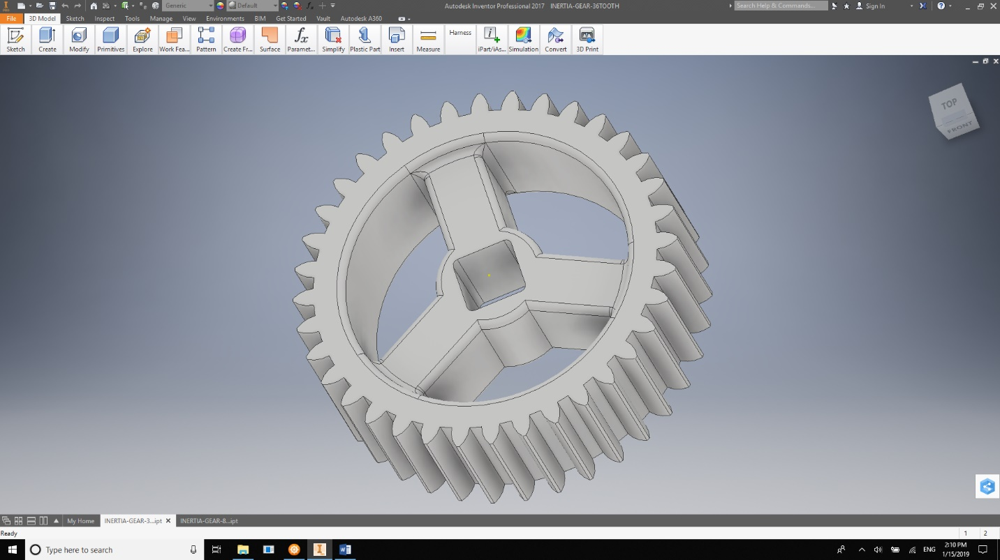 Generic
Default
Autodesk Inventor Professional 2017 INERTIA-GEAR-36TOOTH
Search Help & Commands...
Sign In
File 3D Model Sketch Inspect Tools Manage View Environments BIM Get Started Vault Autodesk A360
Sketch Create Modify Primitives Explore Work Fea... Pattern Create Fr... Surface Paramet... Simplify Plastic Part Insert Measure Harness iPart/iAs... Simulation Convert 3D Print
TOP
FRONT
My Home INERTIA-GEAR-3...ipt INERTIA-GEAR-8...ipt
Ready 1 2
Type here to search
ENG
2:10 PM
1/15/2019